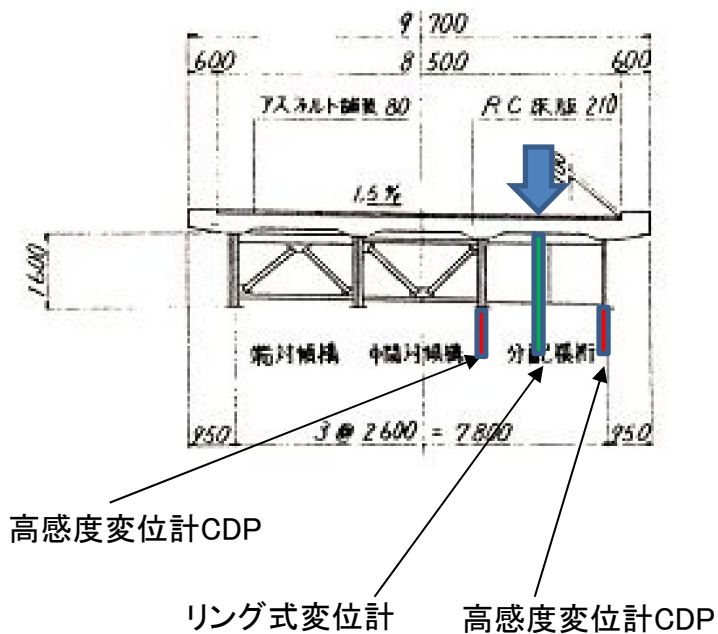 9 700
600 8 500 600
アスファルト舗装 80 RC床版 210
1.5%
1600
端対傾構 中間対傾構 分配横桁
950 3@2600=7800 950
高感度変位計CDP
リング式変位計 高感度変位計CDP